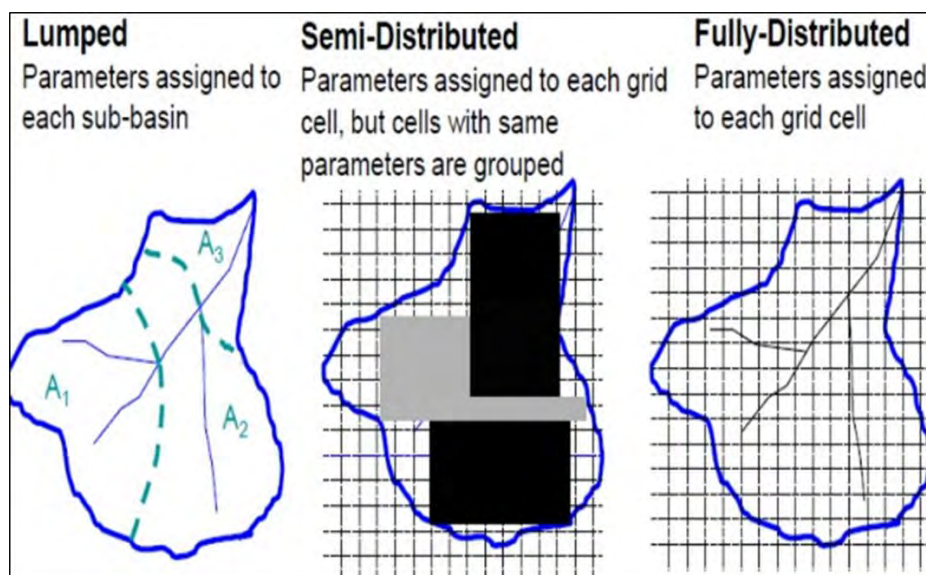 Lumped
Parameters assigned to
each sub-basin
Semi-Distributed
Parameters assigned to each grid
cell, but cells with same
parameters are grouped
Fully-Distributed
Parameters assigned
to each grid cell
A3
A1
A2